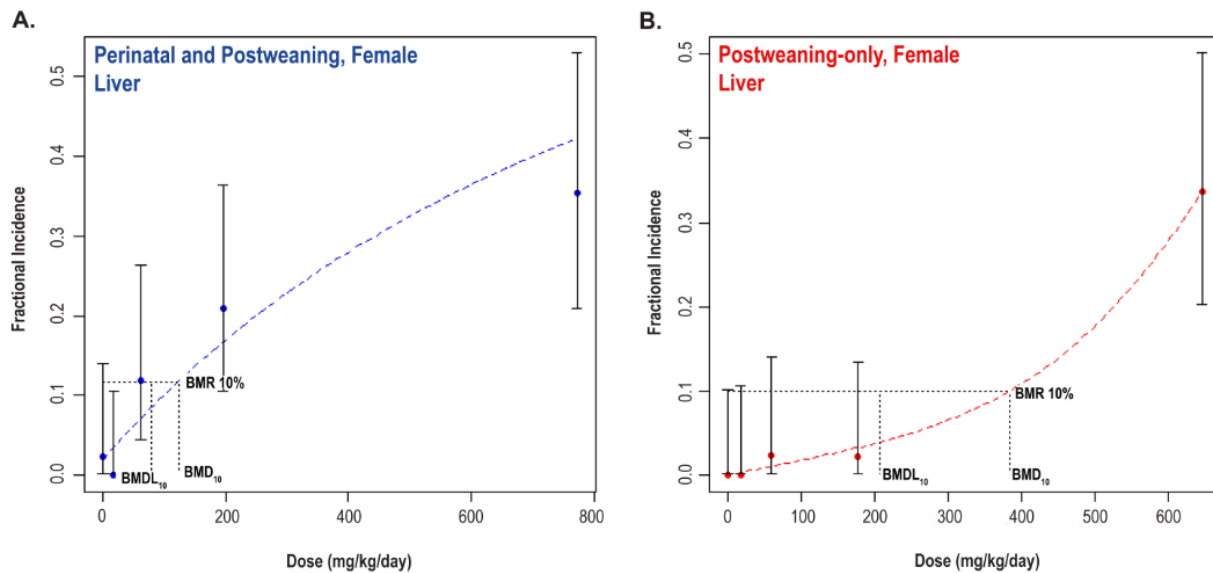 A.
Perinatal and Postweaning, Female
Liver
Fractional Incidence
0.5
0.4
0.3
0.2
0.1
0.0
BMR 10%
BMDL10
BMD10
0
200
400
600
800
Dose (mg/kg/day)
B.
Postweaning-only, Female
Liver
Fractional Incidence
0.5
0.4
0.3
0.2
0.1
0.0
BMR 10%
BMDL10
BMD10
0
100
200
300
400
500
600
Dose (mg/kg/day)